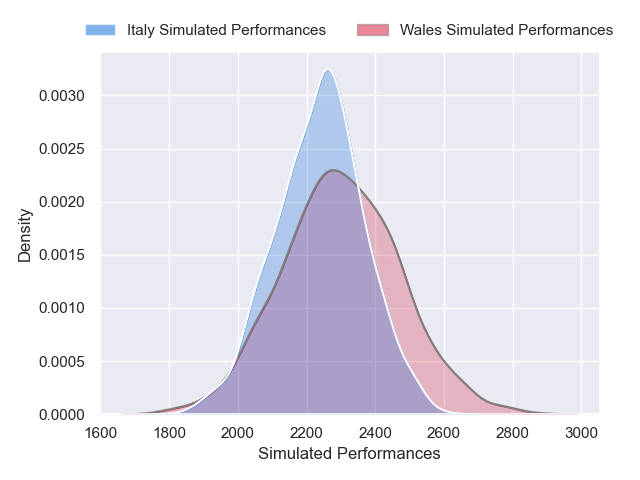 Italy Simulated Performances Wales Simulated Performances
0.0030
0.0025
0.0020
0.0015
0.0010
0.0005
0.0000
Density
1600 1800 2000 2200 2400 2600 2800 3000
Simulated Performances